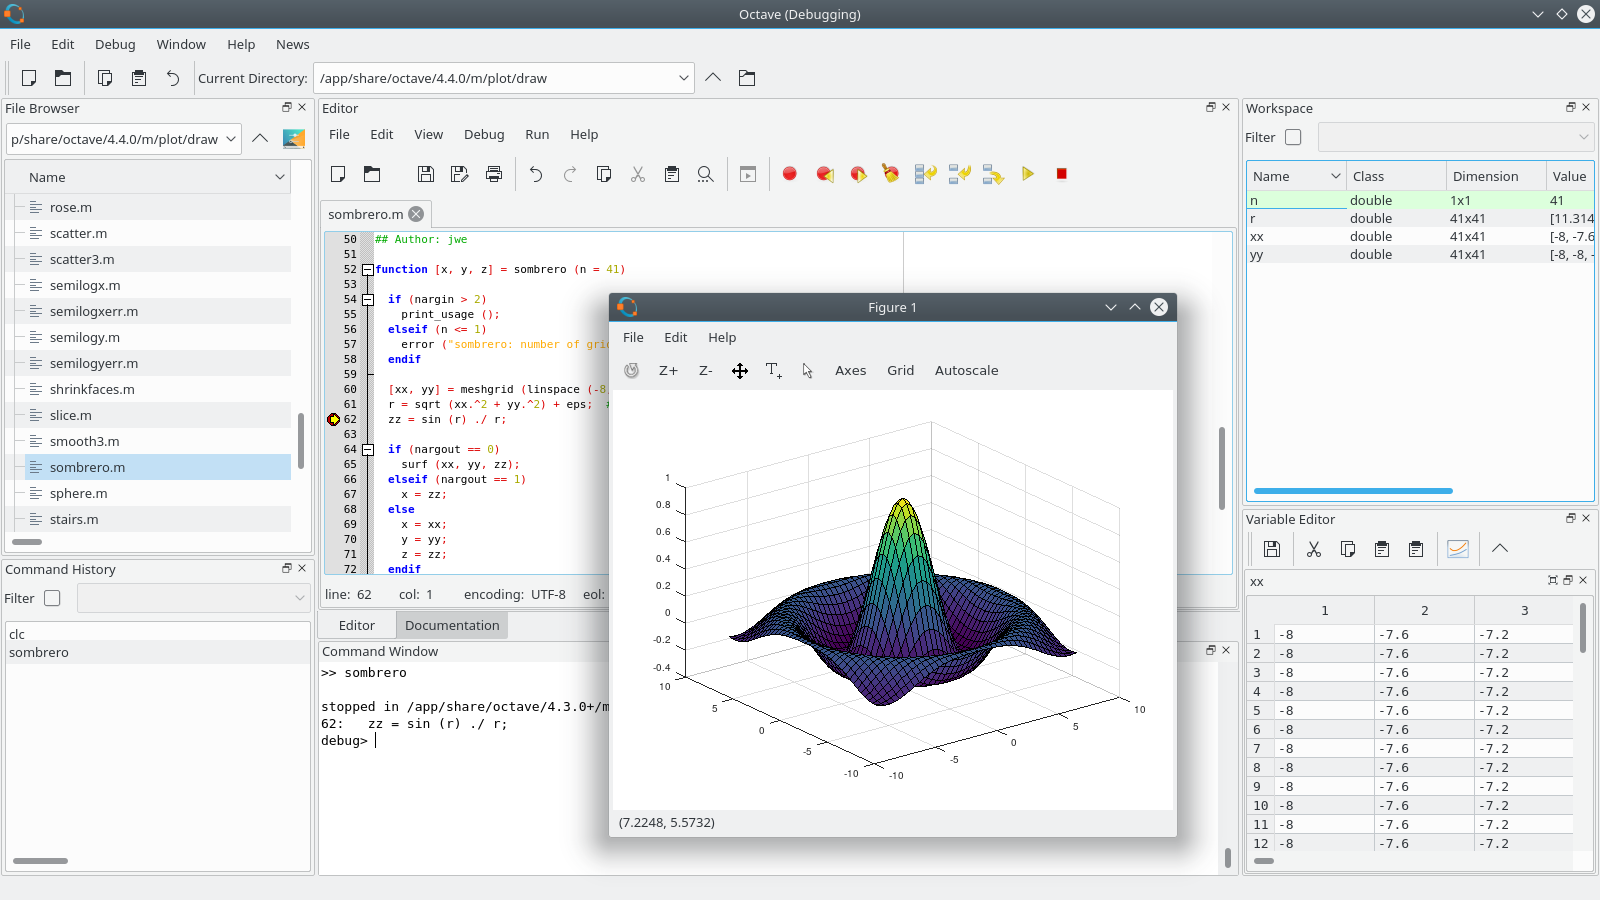 Octave (Debugging)
File Edit Debug Window Help News
Current Directory: /app/share/octave/4.4.0/m/plot/draw
File Browser
p/share/octave/4.4.0/m/plot/draw
Name
rose.m
scatter.m
scatter3.m
semilogx.m
semilogxerr.m
semilogy.m
semilogyerr.m
shrinkfaces.m
slice.m
smooth3.m
sombrero.m
sphere.m
stairs.m
Command History
Filter
clc
sombrero
Editor
File Edit View Debug Run Help
sombrero.m
50 ## Author: jwe
51
52 function [x, y, z] = sombrero (n = 41)
53
54 if (nargin > 2)
55 print_usage ();
56 elseif (n <= 1)
57 error ("sombrero: number of gri
58 endif
59
60 [xx, yy] = meshgrid (linspace (-8
61 r = sqrt (xx.^2 + yy.^2) + eps; #
62 zz = sin (r) ./ r;
63
64 if (nargout == 0)
65 surf (xx, yy, zz);
66 elseif (nargout == 1)
67 x = zz;
68 else
69 x = xx;
70 y = yy;
71 z = zz;
72 endif
line: 62 col: 1 encoding: UTF-8 eol:
Editor Documentation
Command Window
>> sombrero
stopped in /app/share/octave/4.3.0+/m
62: zz = sin (r) ./ r;
debug>
Figure 1
File Edit Help
Z+ Z- Axes Grid Autoscale
1
0.8
0.6
0.4
0.2
0
-0.2
-0.4
10
5
0
-5
-10
-10
-5
0
5
10
(7.2248, 5.5732)
Workspace
Filter
Name Class Dimension Value
n double 1x1 41
r double 41x41 [11.314
xx double 41x41 [-8, -7.6
yy double 41x41 [-8, -8, -
Variable Editor
xx
1 2 3
1 -8 -7.6 -7.2
2 -8 -7.6 -7.2
3 -8 -7.6 -7.2
4 -8 -7.6 -7.2
5 -8 -7.6 -7.2
6 -8 -7.6 -7.2
7 -8 -7.6 -7.2
8 -8 -7.6 -7.2
9 -8 -7.6 -7.2
10 -8 -7.6 -7.2
11 -8 -7.6 -7.2
12 -8 -7.6 -7.2